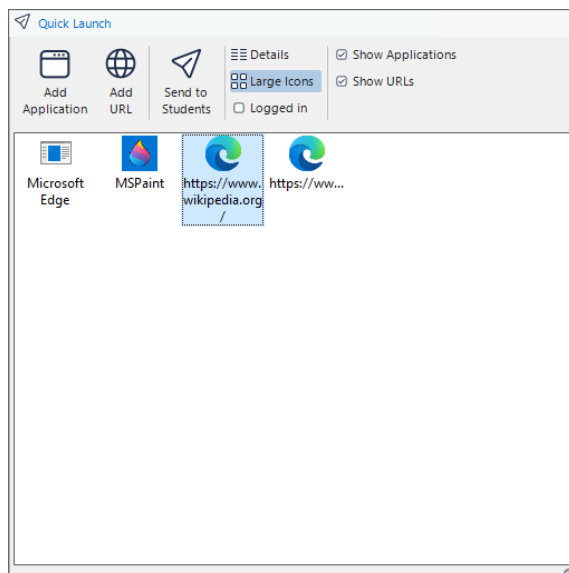 Quick Launch
Add
Application
Add
URL
Send to
Students
Details
Large Icons
Logged in
Show Applications
Show URLs
Microsoft
Edge
MSPaint
https://www.
wikipedia.org
/
https://ww...